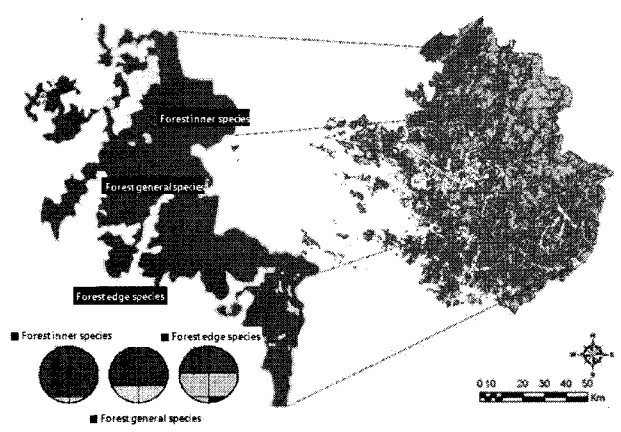 Forest inner species
Forest general species
Forest edge species
Forest inner species
Forest edge species
Forest general species
N
W E
S
0 5 10 20 30 40 50
Km